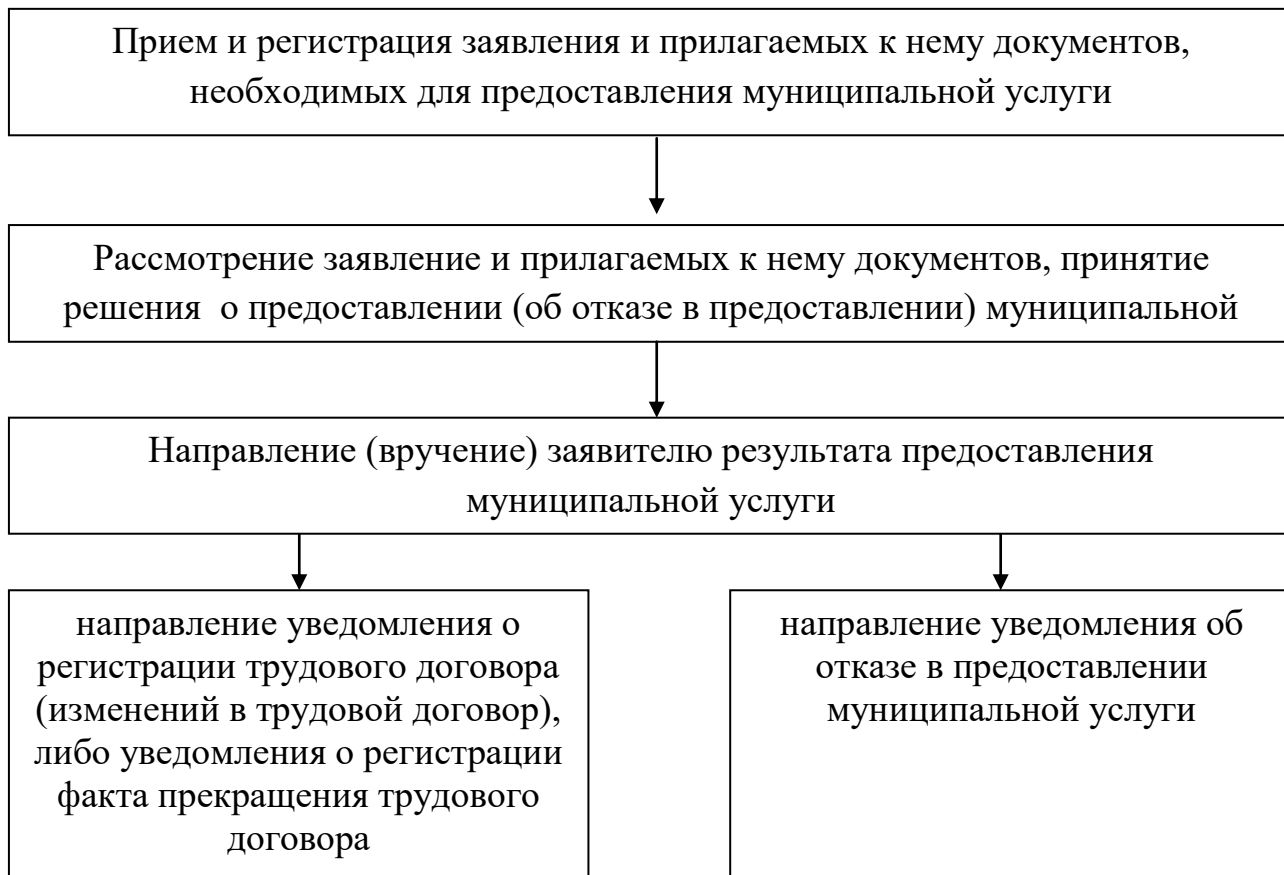 Прием и регистрация заявления и прилагаемых к нему документов,
необходимых для предоставления муниципальной услуги
Рассмотрение заявление и прилагаемых к нему документов, принятие
решения о предоставлении (об отказе в предоставлении) муниципальной
Направление (вручение) заявителю результата предоставления
муниципальной услуги
направление уведомления о
регистрации трудового договора
(изменений в трудовой договор),
либо уведомления о регистрации
факта прекращения трудового
договора
направление уведомления об
отказе в предоставлении
муниципальной услуги